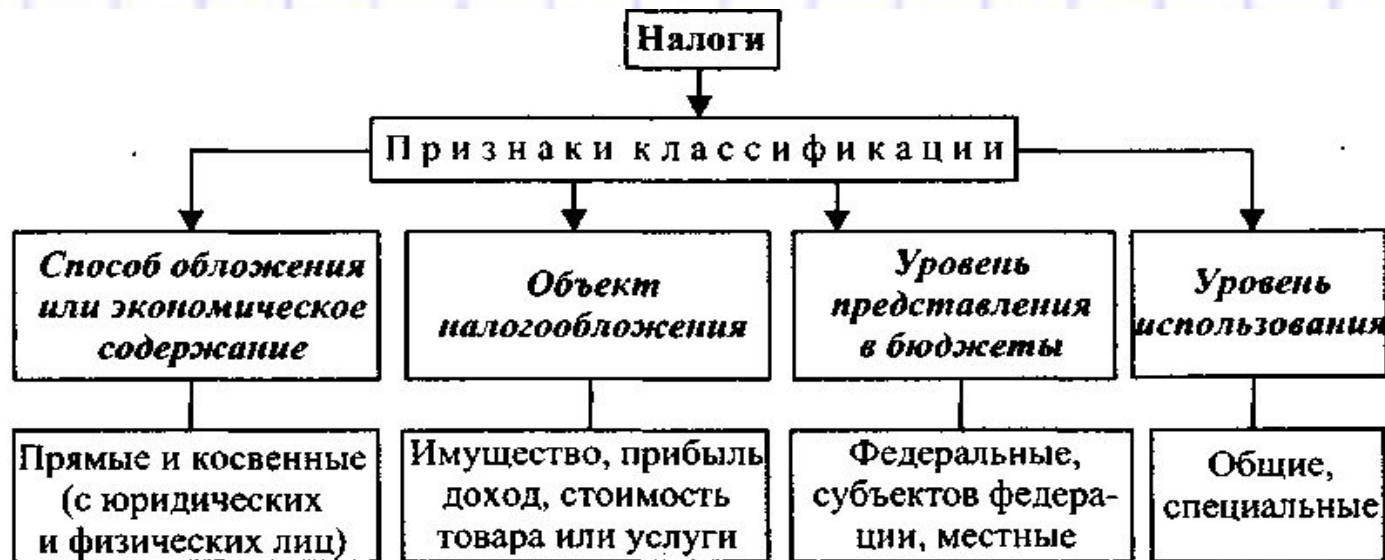 Налоги
Признаки классификации
Способ обложения
или экономическое
содержание
Объект
налогообложения
Уровень
представления
в бюджеты
Уровень
использования
Прямые и косвенные
(с юридических
и физических лиц)
Имущество, прибыль
доход, стоимость
товара или услуги
Федеральные,
субъектов федера-
ции, местные
Общие,
специальные